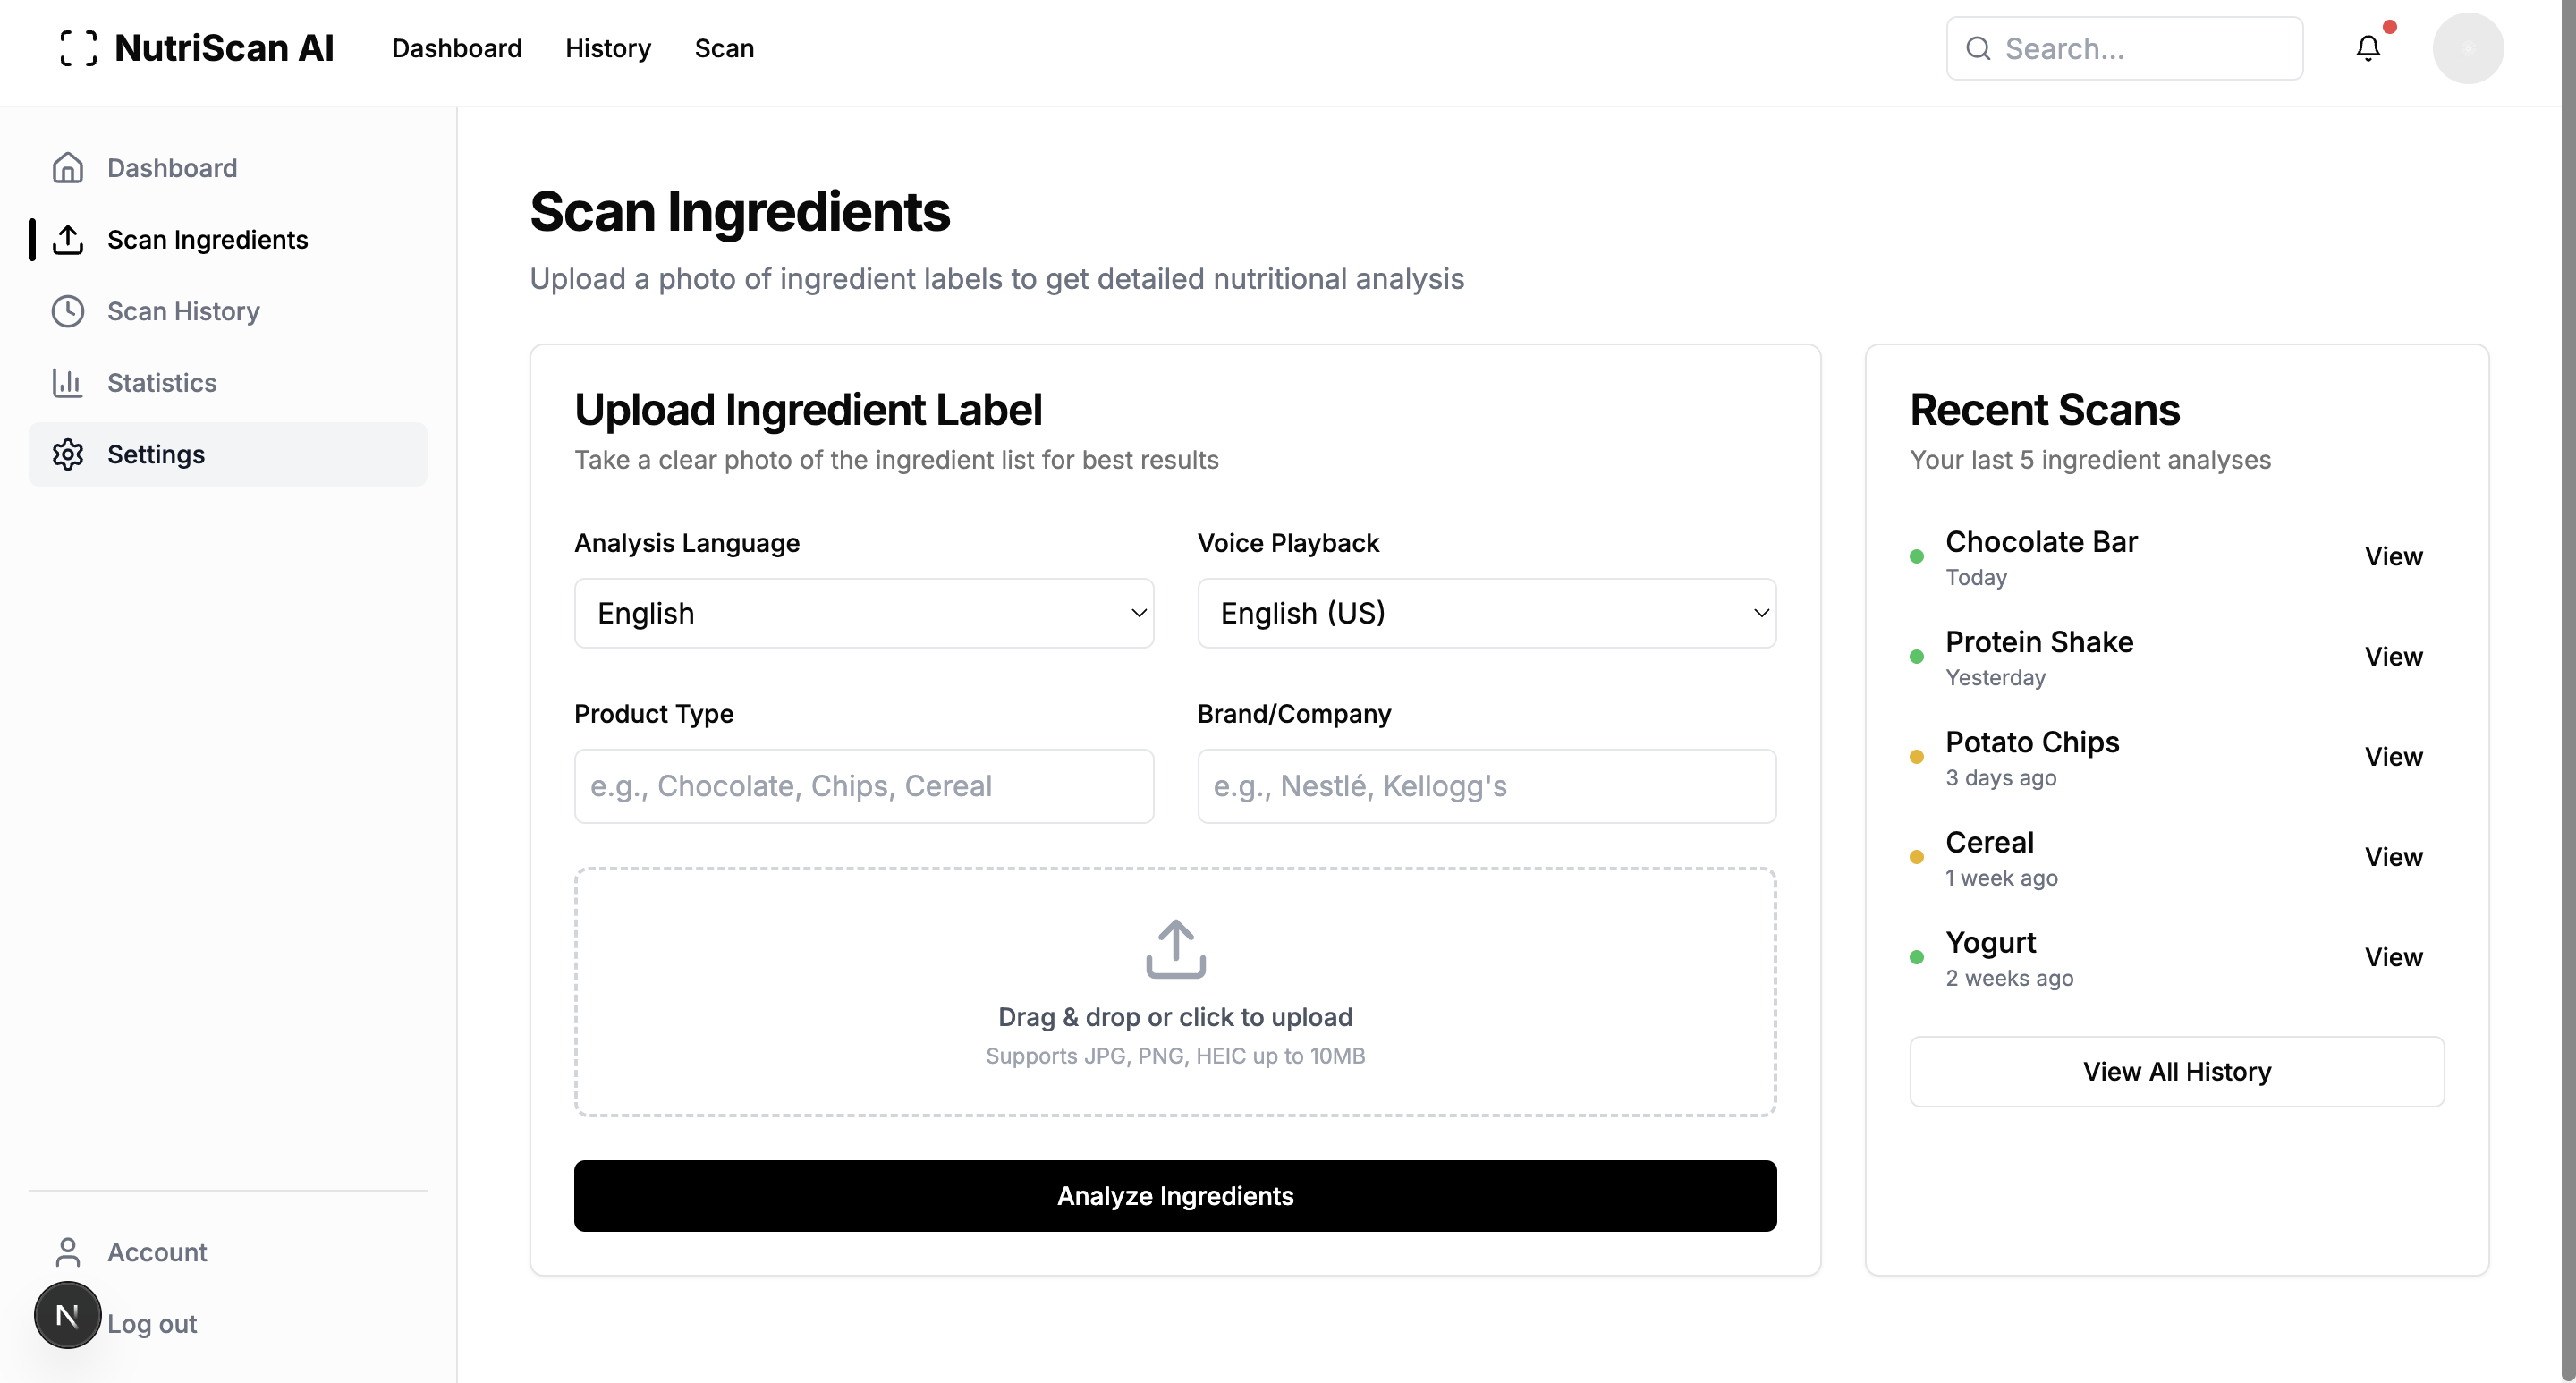 NutriScan AI
Dashboard
History
Scan
Search...
Dashboard
Scan Ingredients
Scan History
Statistics
Settings
Account
N
Log out
Scan Ingredients
Upload a photo of ingredient labels to get detailed nutritional analysis
Upload Ingredient Label
Take a clear photo of the ingredient list for best results
Analysis Language
English
Voice Playback
English (US)
Product Type
e.g., Chocolate, Chips, Cereal
Brand/Company
e.g., Nestlé, Kellogg's
Drag & drop or click to upload
Supports JPG, PNG, HEIC up to 10MB
Analyze Ingredients
Recent Scans
Your last 5 ingredient analyses
Chocolate Bar
Today
View
Protein Shake
Yesterday
View
Potato Chips
3 days ago
View
Cereal
1 week ago
View
Yogurt
2 weeks ago
View
View All History